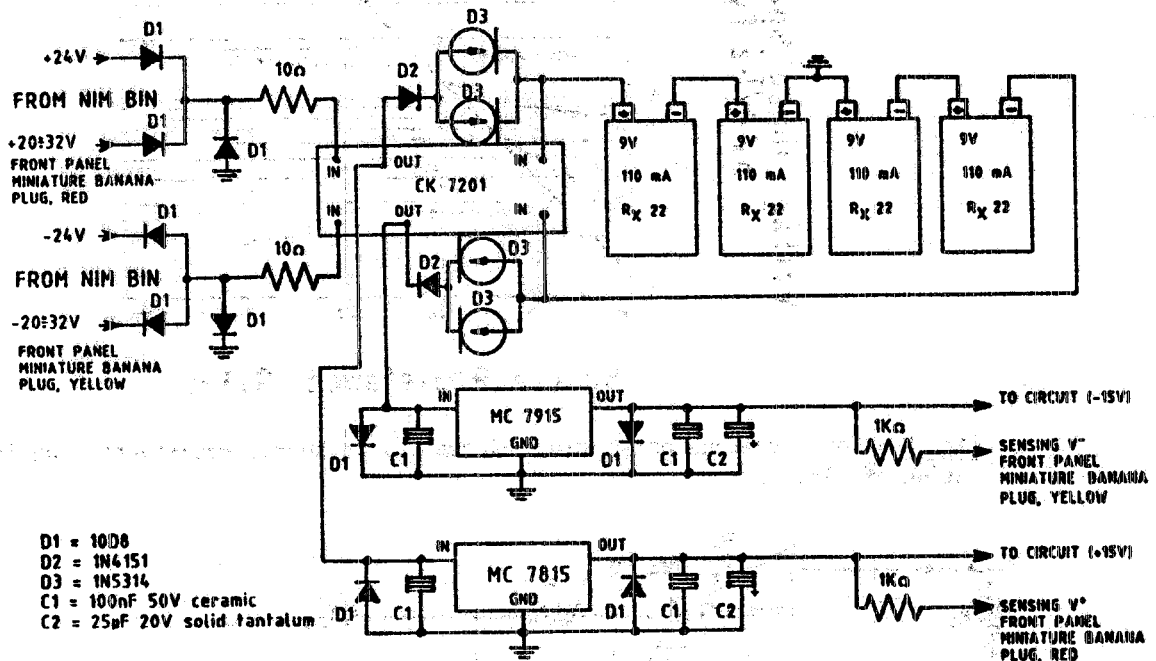 D1
+24V
FROM NIM BIN
D1
+20÷32V
FRONT PANEL
MINIATURE BANANA
PLUG, RED
D1
10Ω
D2
D3
D3
IN
OUT
IN
CK 7201
IN
OUT
IN
D1
-24V
FROM NIM BIN
D1
-20÷32V
FRONT PANEL
MINIATURE BANANA
PLUG, YELLOW
D1
10Ω
D2
D3
D3
+
-
+
-
+
-
+
-
9V
110 mA
RX 22
9V
110 mA
RX 22
9V
110 mA
RX 22
9V
110 mA
RX 22
IN
MC 7915
GND
OUT
D1
C1
D1
C1
C2
+
1KΩ
TO CIRCUIT (-15V)
SENSING V-
FRONT PANEL
MINIATURE BANANA
PLUG, YELLOW
IN
MC 7815
GND
OUT
D1
C1
D1
C1
C2
+
1KΩ
TO CIRCUIT (+15V)
SENSING V+
FRONT PANEL
MINIATURE BANANA
PLUG, RED
D1 = 10D8
D2 = 1N4151
D3 = 1N5314
C1 = 100nF 50V ceramic
C2 = 25µF 20V solid tantalum